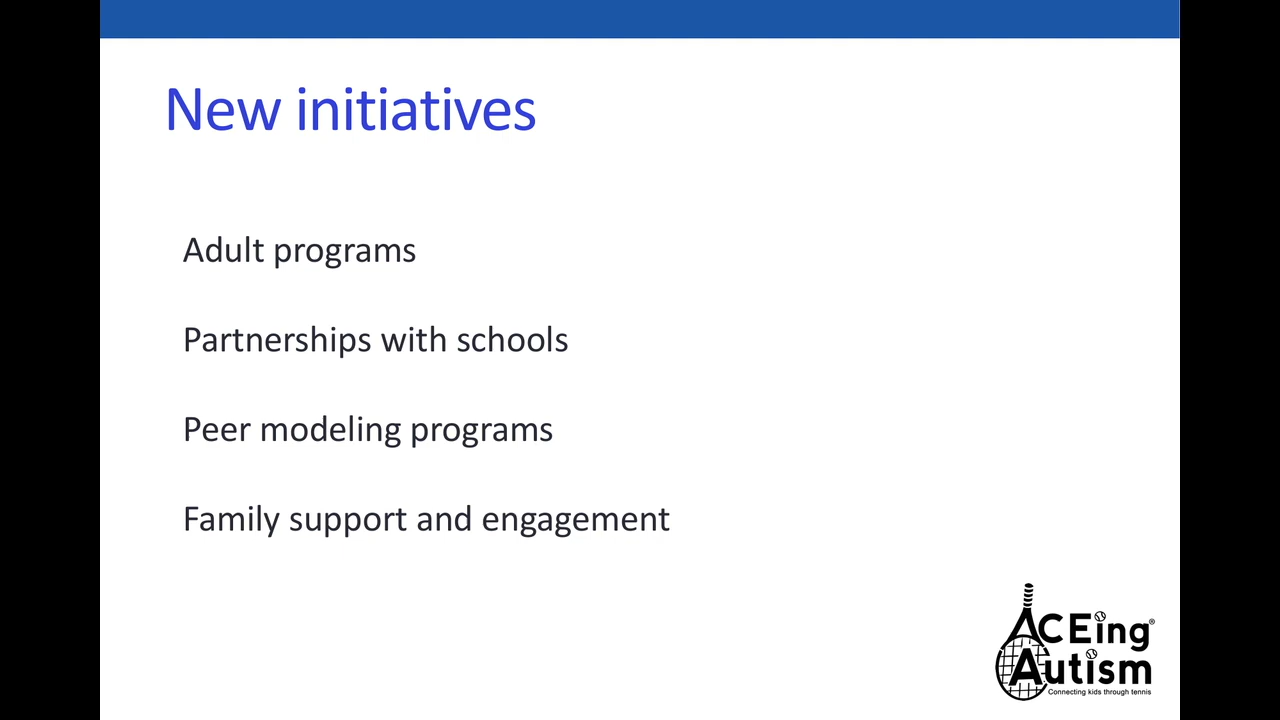 New initiatives
Adult programs
Partnerships with schools
Peer modeling programs
Family support and engagement
ACEing®
Autism
Connecting kids through tennis